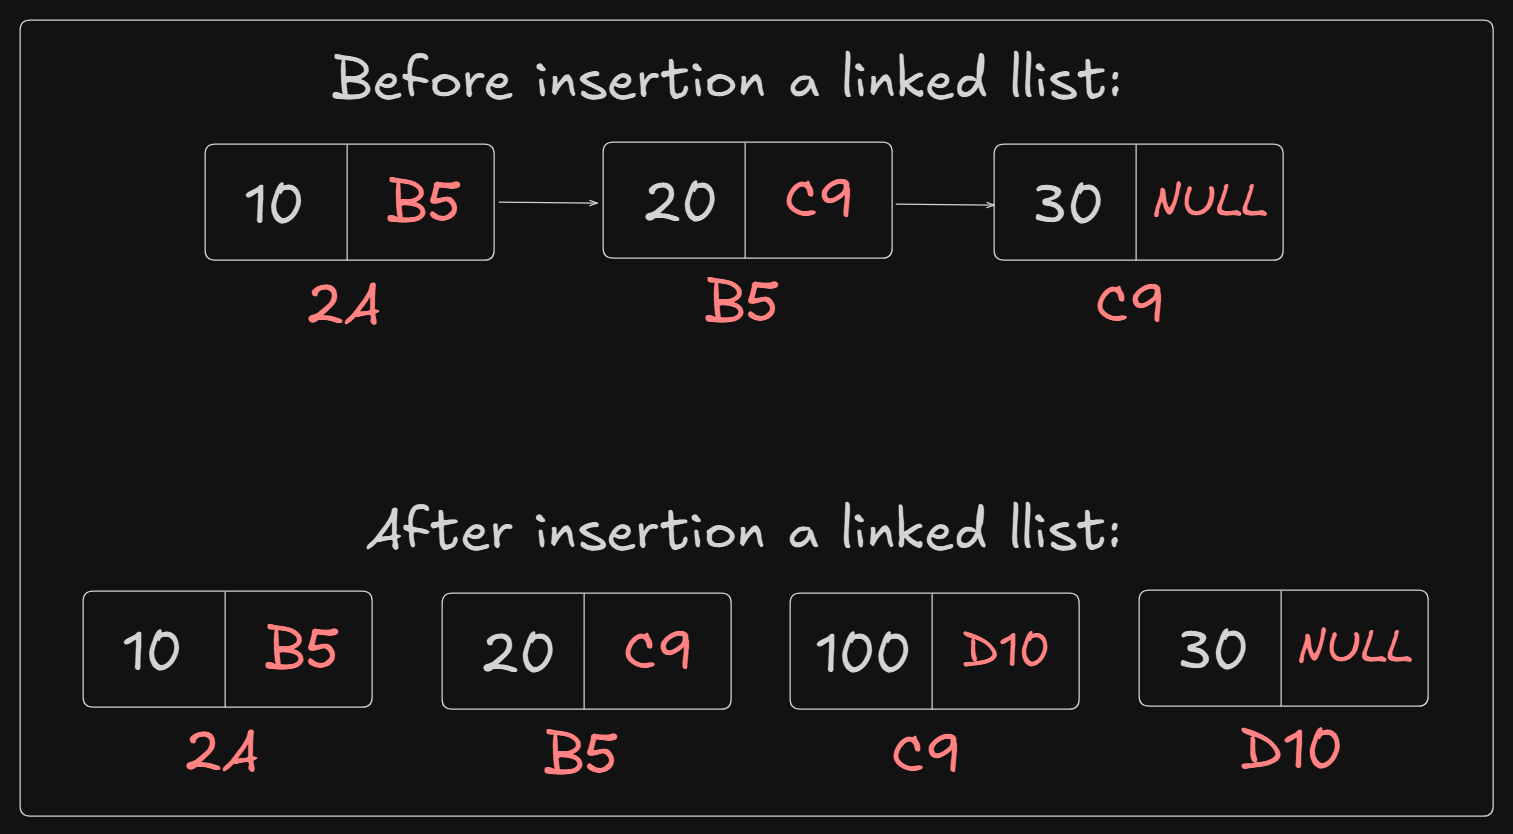 Before insertion a linked llist:
10 B5 20 C9 30 NULL
2A B5 C9
After insertion a linked llist:
10 B5 20 C9 100 D10 30 NULL
2A B5 C9 D10